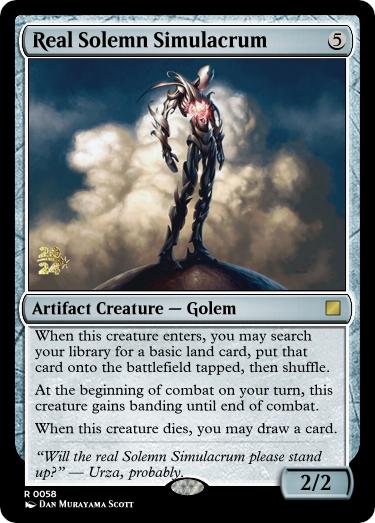 Real Solemn Simulacrum 5
Artifact Creature — Golem
When this creature enters, you may search
your library for a basic land card, put that
card onto the battlefield tapped, then shuffle.
At the beginning of combat on your turn, this
creature gains banding until end of combat.
When this creature dies, you may draw a card.
“Will the real Solemn Simulacrum please stand
up?” — Urza, probably.
2/2
R 0058
Dan Murayama Scott